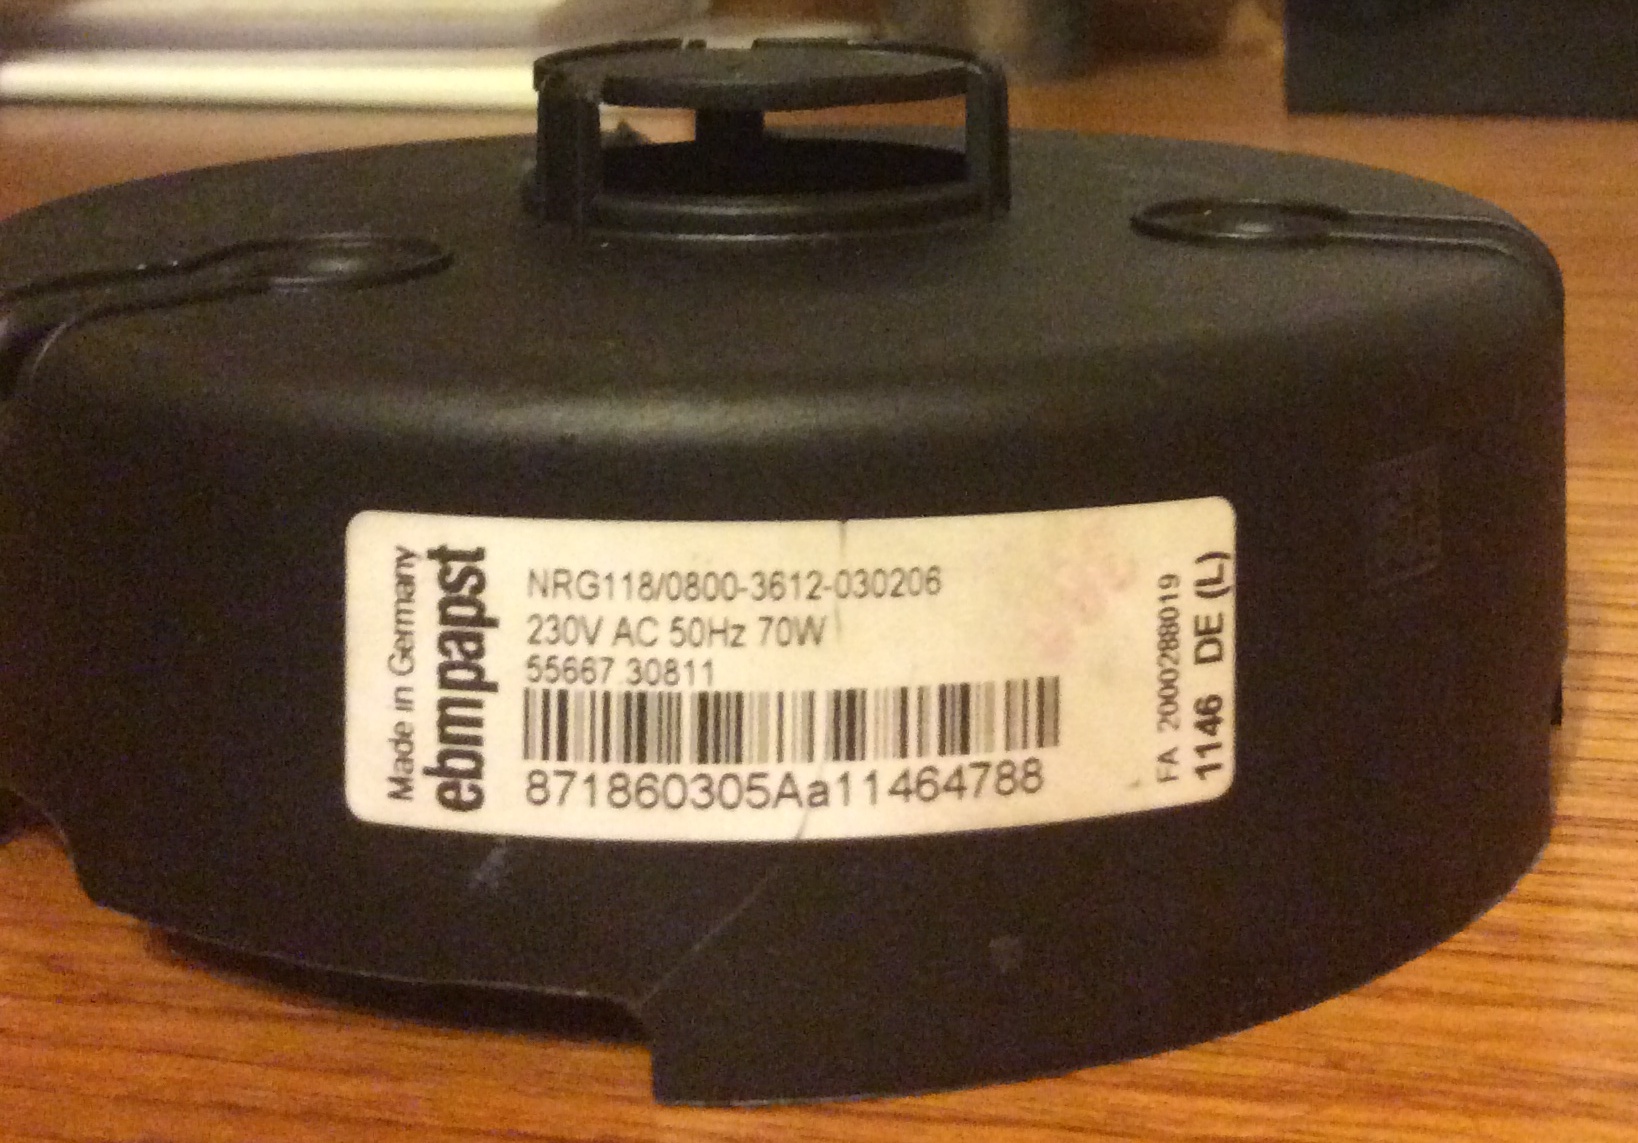 Made in Germany
ebmpapst
NRG118/0800-3612-030206
230V AC 50Hz 70W
55667.30811
871860305Aa11464788
FA 2000288019
1146 DE (L)